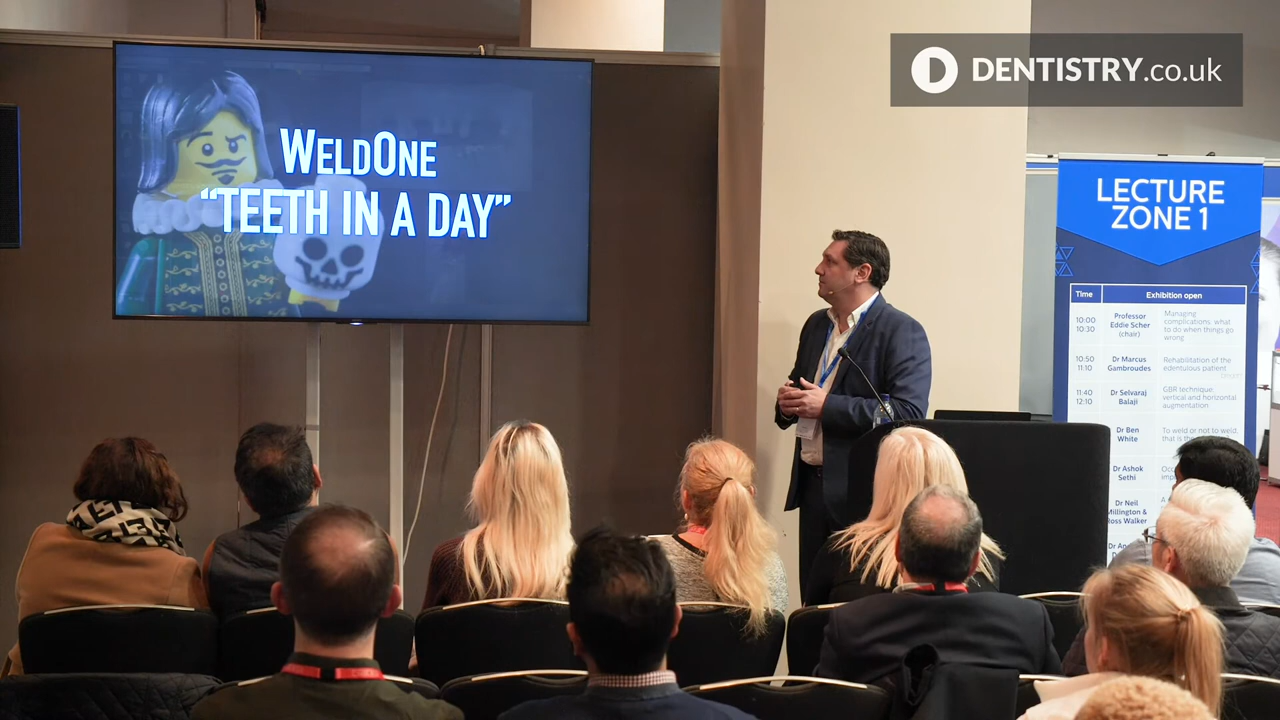 DENTISTRY.co.uk
WELDONE
"TEETH IN A DAY"
LECTURE
ZONE 1
Time Exhibition open
10:00
10:30
Professor
Eddie Scher
(chair)
Managing
complications: what
to do when things go
wrong
10:50
11:10
Dr Marcus
Gambroudes
Rehabilitation of the
edentulous patient
11:40
12:10
Dr Selvaraj
Balaji
GBR technique:
vertical and horizontal
augmentation
Dr Ben
White
To weld or not to weld,
that is
Dr Ashok
Sethi
Dr Neil
Millington &
Ross Walker